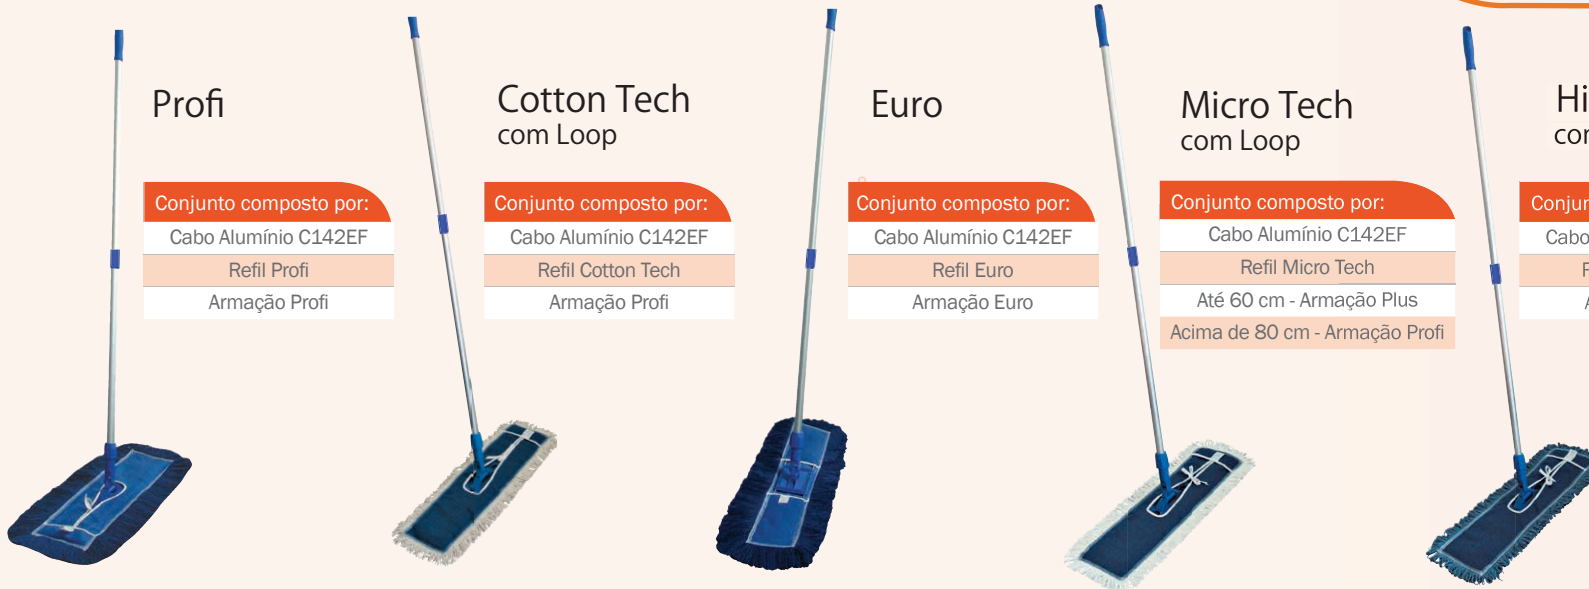 Profi
Conjunto composto por:
Cabo Alumínio C142EF
Refil Profi
Armação Profi
Cotton Tech
com Loop
Conjunto composto por:
Cabo Alumínio C142EF
Refil Cotton Tech
Armação Profi
Euro
Conjunto composto por:
Cabo Alumínio C142EF
Refil Euro
Armação Euro
Micro Tech
com Loop
Conjunto composto por:
Cabo Alumínio C142EF
Refil Micro Tech
Até 60 cm - Armação Plus
Acima de 80 cm - Armação Profi
Cabo